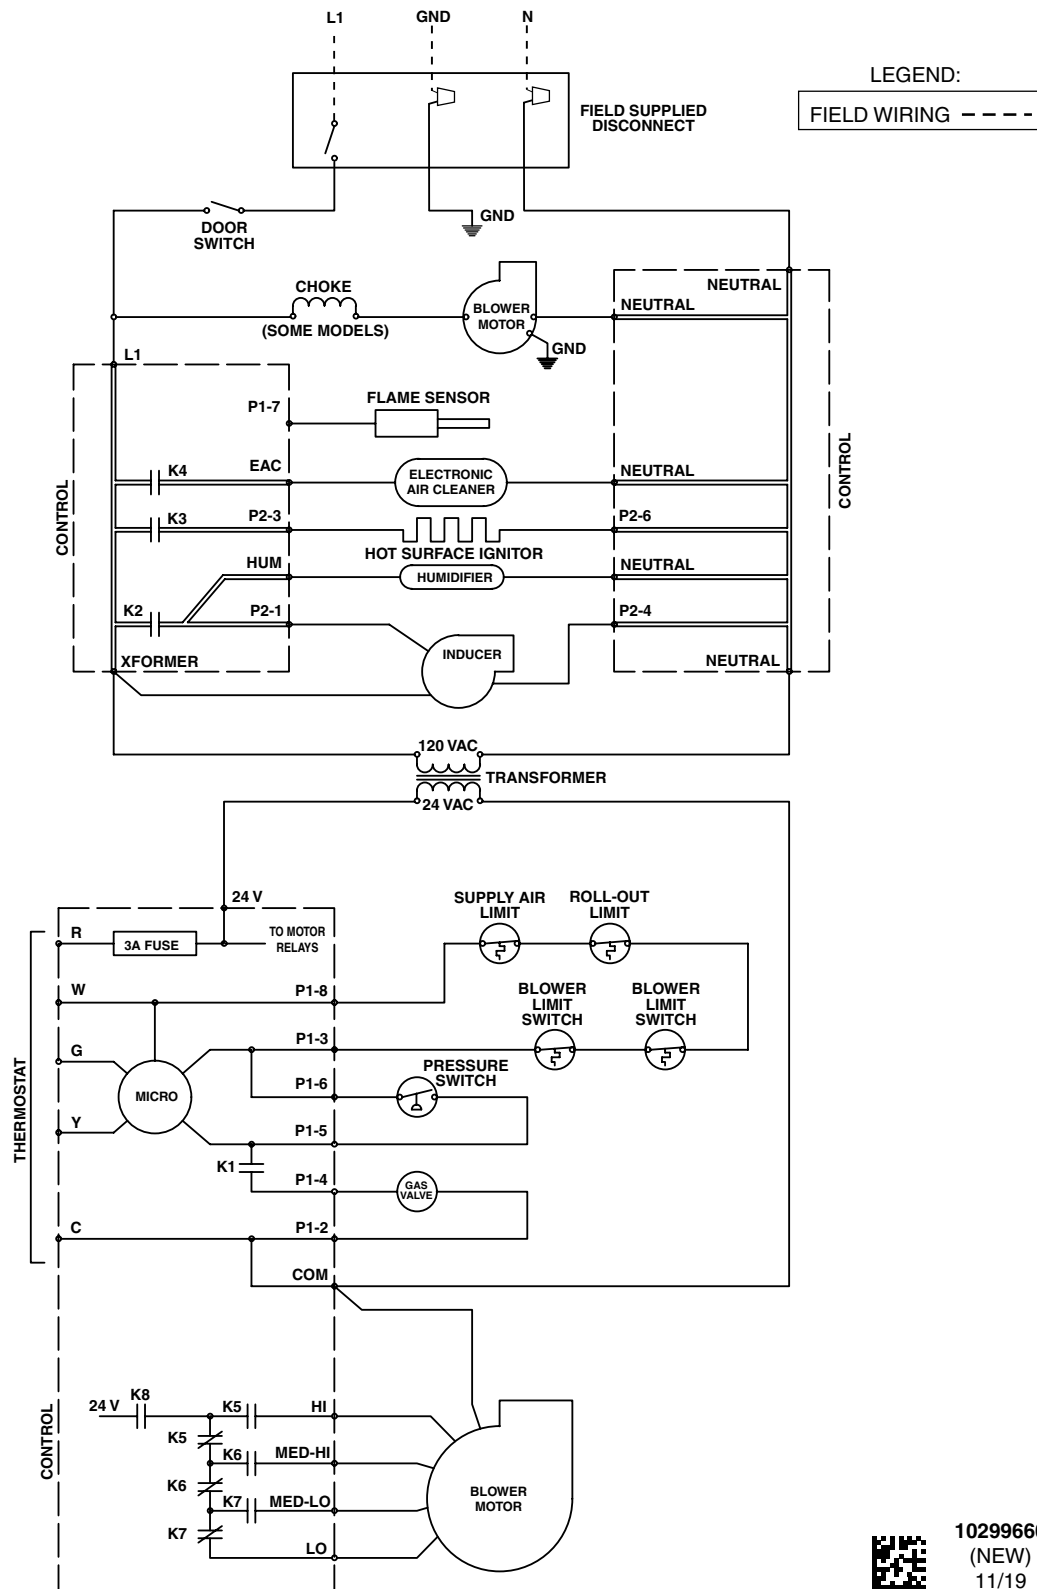 L1
GND
N
LEGEND:
FIELD WIRING
FIELD SUPPLIED
DISCONNECT
GND
DOOR
SWITCH
CHOKE
(SOME MODELS)
BLOWER
MOTOR
GND
NEUTRAL
NEUTRAL
L1
P1-7
FLAME SENSOR
CONTROL
CONTROL
K4
EAC
ELECTRONIC
AIR CLEANER
NEUTRAL
K3
P2-3
HOT SURFACE IGNITOR
P2-6
HUM
HUMIDIFIER
NEUTRAL
K2
P2-1
P2-4
INDUCER
XFORMER
NEUTRAL
120 VAC
TRANSFORMER
24 VAC
24 V
SUPPLY AIR
LIMIT
ROLL-OUT
LIMIT
R
3A FUSE
TO MOTOR
RELAYS
W
P1-8
BLOWER
LIMIT
SWITCH
BLOWER
LIMIT
SWITCH
G
P1-3
PRESSURE
SWITCH
P1-6
MICRO
THERMOSTAT
Y
P1-5
K1
P1-4
GAS
VALVE
C
P1-2
COM
CONTROL
24 V
K8
K5
HI
K5
K6
MED-HI
K6
K7
MED-LO
K7
LO
BLOWER
MOTOR
(NEW)
11/19